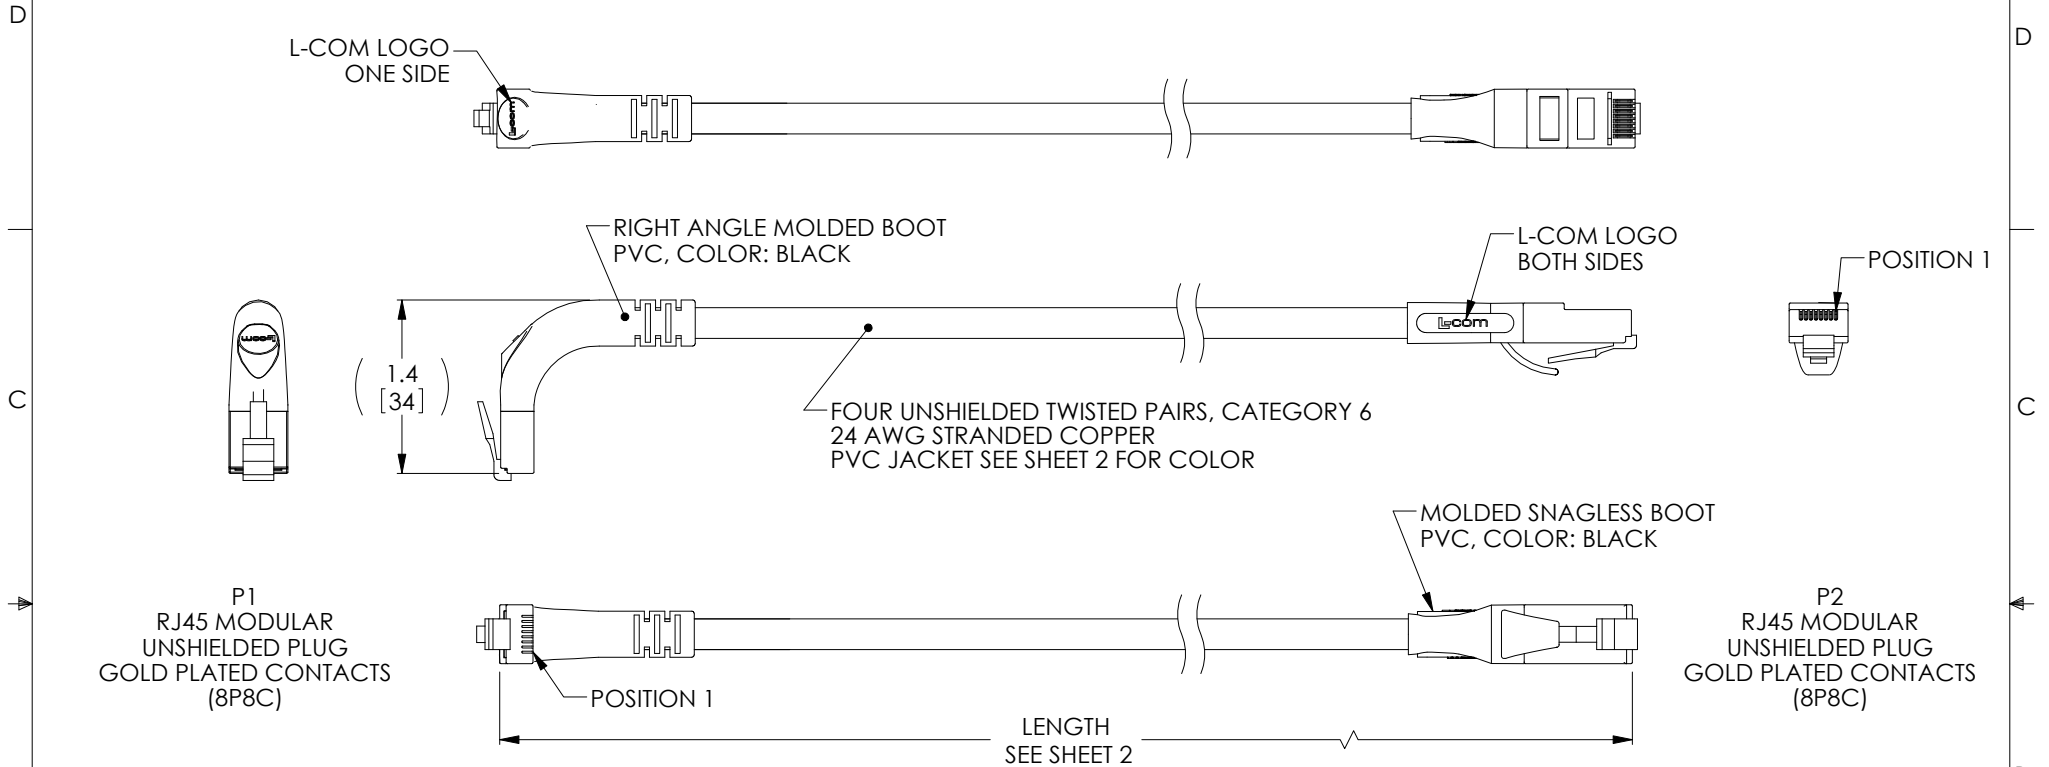 D
D
L-COM LOGO
ONE SIDE
L-com
RIGHT ANGLE MOLDED BOOT
PVC, COLOR: BLACK
L-COM LOGO
BOTH SIDES
POSITION 1
L-com
L-com
1.4
[34]
C
C
FOUR UNSHIELDED TWISTED PAIRS, CATEGORY 6
24 AWG STRANDED COPPER
PVC JACKET SEE SHEET 2 FOR COLOR
MOLDED SNAGLESS BOOT
PVC, COLOR: BLACK
P1
RJ45 MODULAR
UNSHIELDED PLUG
GOLD PLATED CONTACTS
(8P8C)
P2
RJ45 MODULAR
UNSHIELDED PLUG
GOLD PLATED CONTACTS
(8P8C)
POSITION 1
LENGTH
SEE SHEET 2